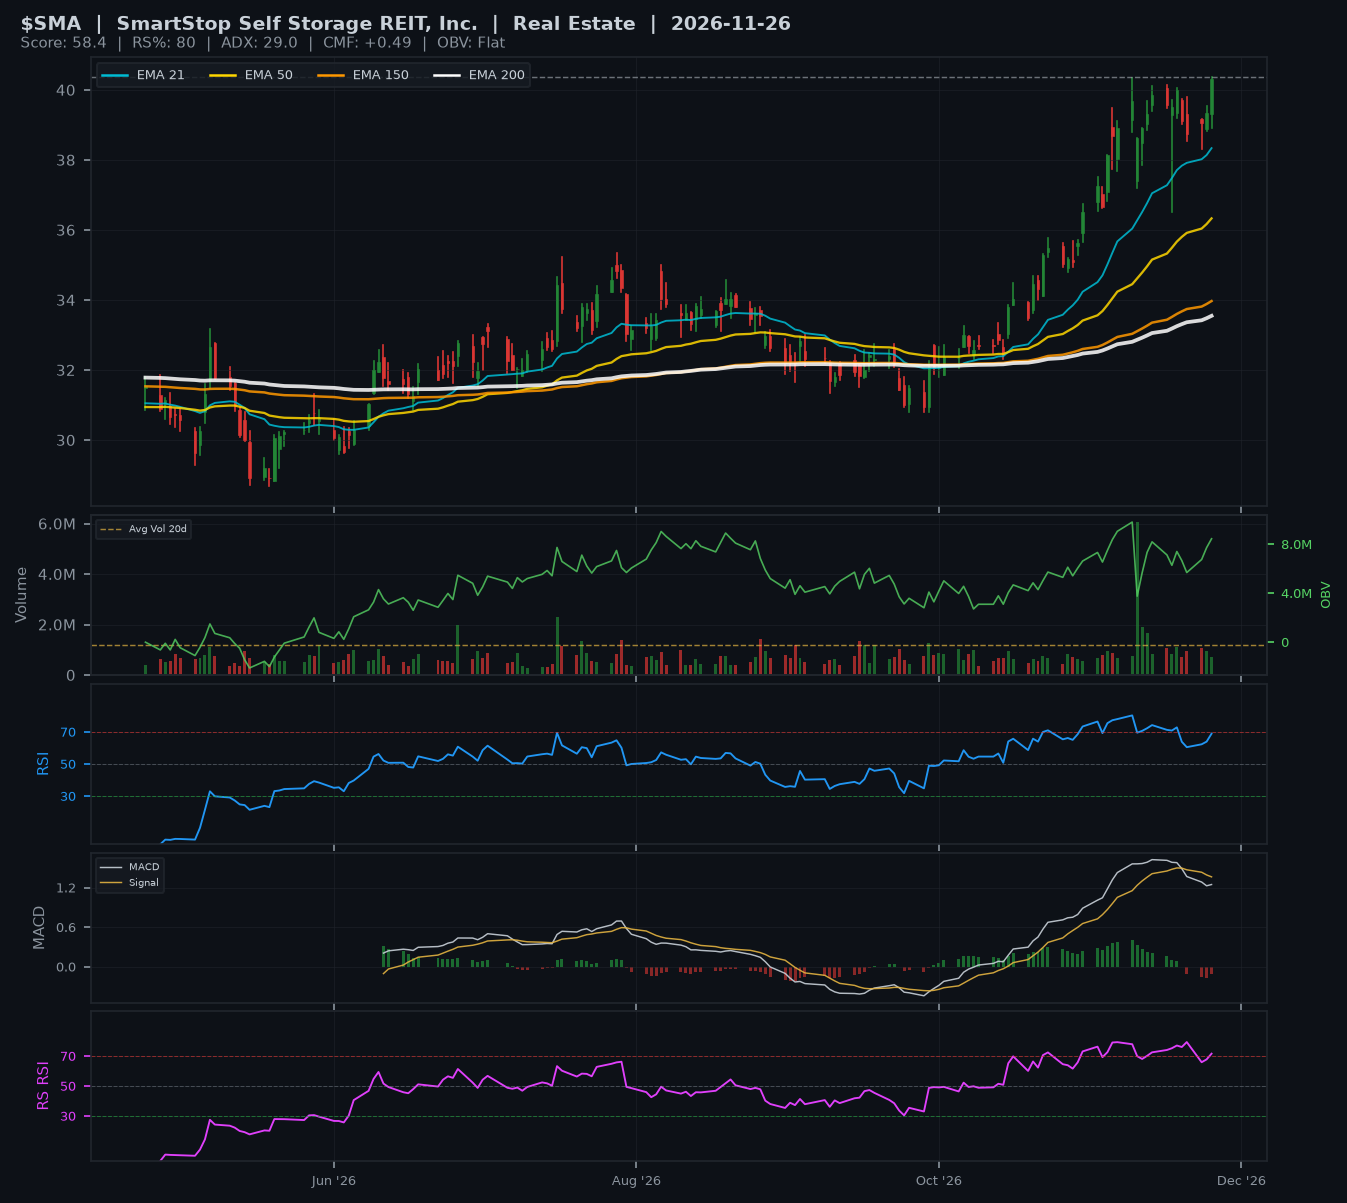 $SMA | SmartStop Self Storage REIT, Inc. | Real Estate | 2026-11-26
Score: 58.4 | RS%: 80 | ADX: 29.0 | CMF: +0.49 | OBV: Flat
EMA 21 EMA 50 EMA 150 EMA 200
40
38
36
34
32
30
Avg Vol 20d
6.0M
4.0M
2.0M
0
Volume
8.0M
4.0M
0
OBV
70
50
30
RSI
MACD
Signal
1.2
0.6
0.0
MACD
70
50
30
RS RSI
Jun '26 Aug '26 Oct '26 Dec '26